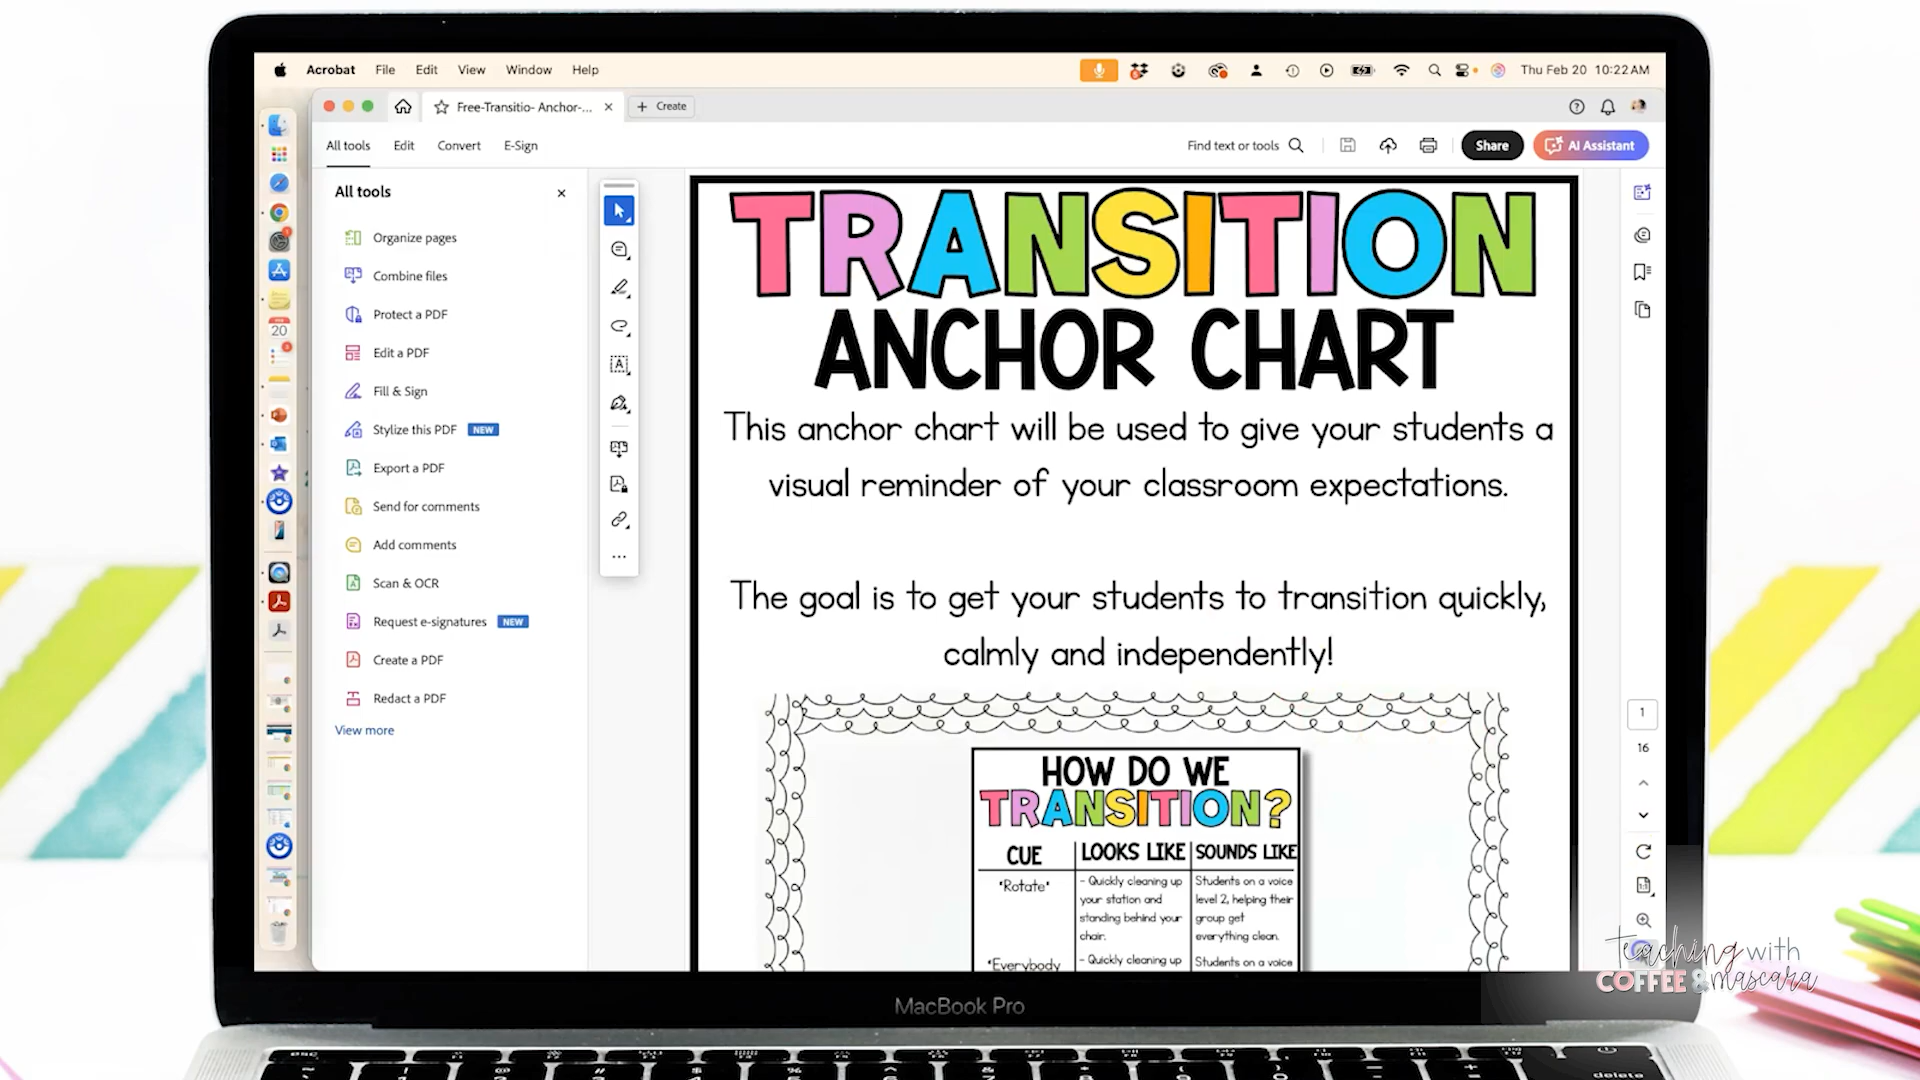 Acrobat File Edit View Window Help
Thu Feb 20 10:22 AM
Free-Transitio- Anchor-...
+ Create
All tools Edit Convert E-Sign
Find text or tools
Share
AI Assistant
All tools
Organize pages
Combine files
Protect a PDF
Edit a PDF
Fill & Sign
Stylize this PDF NEW
Export a PDF
Send for comments
Add comments
Scan & OCR
Request e-signatures NEW
Create a PDF
Redact a PDF
View more
20
TRANSITION
ANCHOR CHART
This anchor chart will be used to give your students a
visual reminder of your classroom expectations.
The goal is to get your students to transition quickly,
calmly and independently!
HOW DO WE
TRANSITION?
CUE LOOKS LIKE SOUNDS LIKE
"Rotate"
- Quickly cleaning up
your station and
standing behind your
chair.
Students on a voice
level 2, helping their
group get
everything clean.
"Everybody
- Quickly cleaning up
Students on a voice
1
16
teaching with
COFFEE & mascara
MacBook Pro
esc
delete